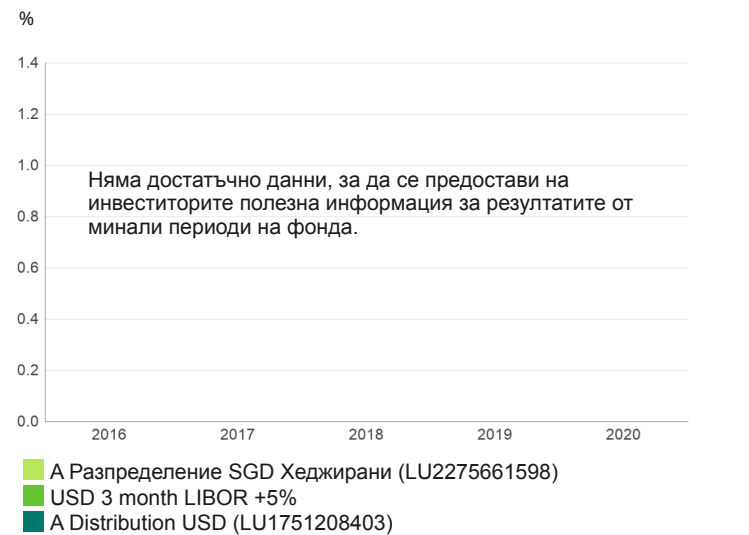 %
1.4
1.2
1.0
Няма достатъчно данни, за да се предостави на
инвеститорите полезна информация за резултатите от
минали периоди на фонда.
0.8
0.6
0.4
0.2
0.0
2016 2017 2018 2019 2020
А Разпределение SGD Хеджирани (LU2275661598)
USD 3 month LIBOR +5%
A Distribution USD (LU1751208403)